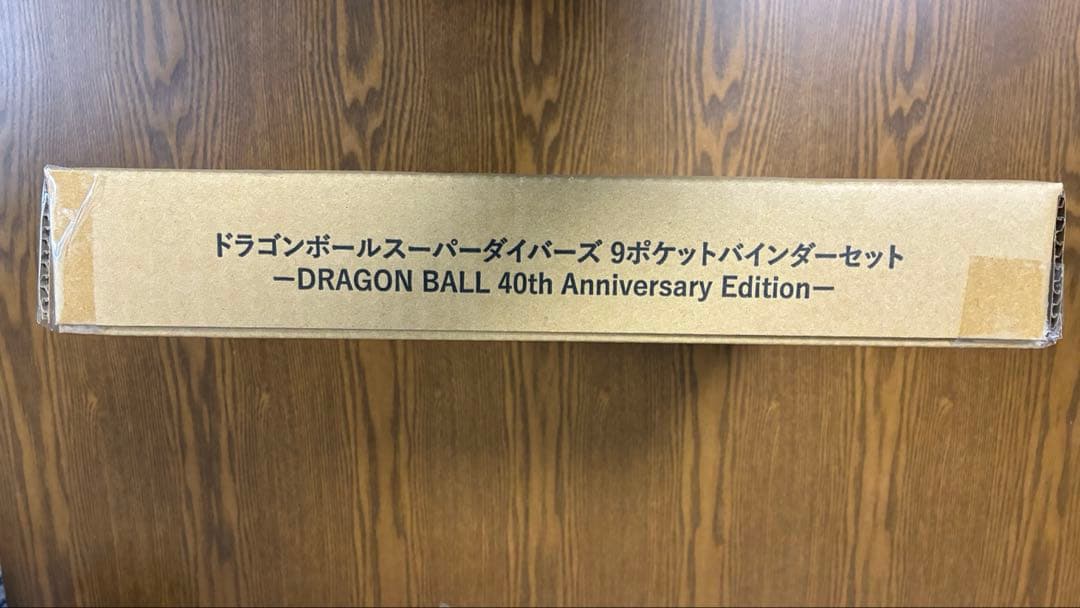 ドラゴンボールスーパーダイバーズ 9ポケットバインダーセット
ーDRAGON BALL 40th Anniversary Editionー